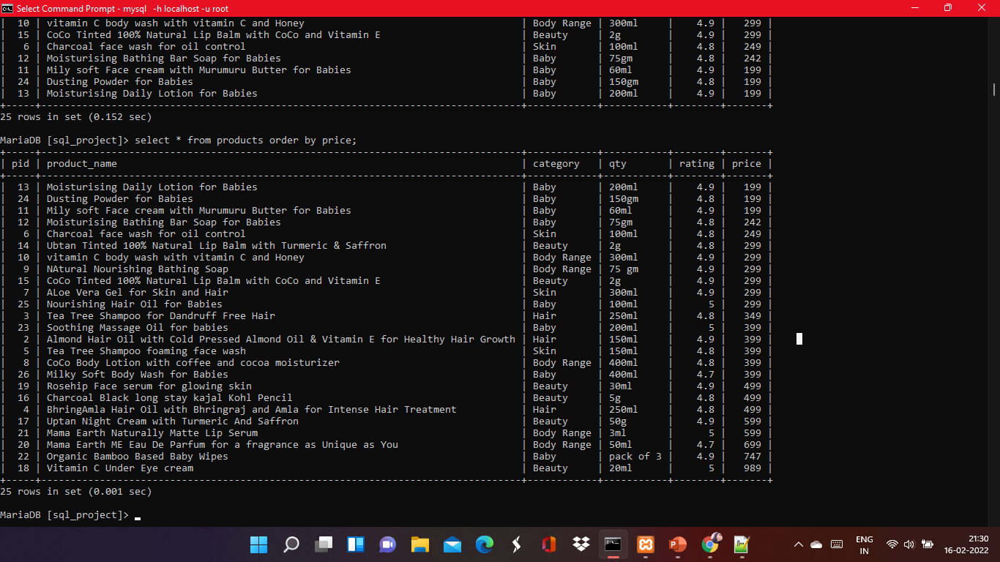 Select Command Prompt - mysql  -h localhost -u root
| 10 | vitamin C body wash with vitamin C and Honey | Body Range | 300ml | 4.9 | 299 |
| 15 | CoCo Tinted 100% Natural Lip Balm with CoCo and Vitamin E | Beauty | 2g | 4.9 | 299 |
| 6 | Charcoal face wash for oil control | Skin | 100ml | 4.8 | 249 |
| 12 | Moisturising Bathing Bar Soap for Babies | Baby | 75gm | 4.8 | 242 |
| 11 | Mily soft Face cream with Murumuru Butter for Babies | Baby | 60ml | 4.9 | 199 |
| 24 | Dusting Powder for Babies | Baby | 150gm | 4.8 | 199 |
| 13 | Moisturising Daily Lotion for Babies | Baby | 200ml | 4.9 | 199 |
25 rows in set (0.152 sec)
MariaDB [sql_project]> select * from products order by price;
| pid | product_name | category | qty | rating | price |
| 13 | Moisturising Daily Lotion for Babies | Baby | 200ml | 4.9 | 199 |
| 24 | Dusting Powder for Babies | Baby | 150gm | 4.8 | 199 |
| 11 | Mily soft Face cream with Murumuru Butter for Babies | Baby | 60ml | 4.9 | 199 |
| 12 | Moisturising Bathing Bar Soap for Babies | Baby | 75gm | 4.8 | 242 |
| 6 | Charcoal face wash for oil control | Skin | 100ml | 4.8 | 249 |
| 14 | Ubtan Tinted 100% Natural Lip Balm with Turmeric & Saffron | Beauty | 2g | 4.8 | 299 |
| 10 | vitamin C body wash with vitamin C and Honey | Body Range | 300ml | 4.9 | 299 |
| 9 | NAtural Nourishing Bathing Soap | Body Range | 75 gm | 4.9 | 299 |
| 15 | CoCo Tinted 100% Natural Lip Balm with CoCo and Vitamin E | Beauty | 2g | 4.9 | 299 |
| 7 | ALoe Vera Gel for Skin and Hair | Skin | 300ml | 4.9 | 299 |
| 25 | Nourishing Hair Oil for Babies | Baby | 100ml | 5 | 299 |
| 3 | Tea Tree Shampoo for Dandruff Free Hair | Hair | 250ml | 4.8 | 349 |
| 23 | Soothing Massage Oil for babies | Baby | 200ml | 5 | 399 |
| 2 | Almond Hair Oil with Cold Pressed Almond Oil & Vitamin E for Healthy Hair Growth | Hair | 150ml | 4.9 | 399 |
| 5 | Tea Tree Shampoo foaming face wash | Skin | 150ml | 4.8 | 399 |
| 8 | CoCo Body Lotion with coffee and cocoa moisturizer | Body Range | 400ml | 4.8 | 399 |
| 26 | Milky Soft Body Wash for Babies | Baby | 400ml | 4.7 | 399 |
| 19 | Rosehip Face serum for glowing skin | Beauty | 30ml | 4.9 | 499 |
| 16 | Charcoal Black long stay kajal Kohl Pencil | Beauty | 5g | 4.8 | 499 |
| 4 | BhringAmla Hair Oil with Bhringraj and Amla for Intense Hair Treatment | Hair | 250ml | 4.8 | 499 |
| 17 | Uptan Night Cream with Turmeric And Saffron | Beauty | 50g | 4.9 | 599 |
| 21 | Mama Earth Naturally Matte Lip Serum | Body Range | 3ml | 5 | 599 |
| 20 | Mama Earth ME Eau De Parfum for a fragrance as Unique as You | Body Range | 50ml | 4.7 | 699 |
| 22 | Organic Bamboo Based Baby Wipes | Baby | pack of 3 | 4.9 | 747 |
| 18 | Vitamin C Under Eye cream | Beauty | 20ml | 5 | 989 |
25 rows in set (0.001 sec)
MariaDB [sql_project]>
ENG
IN
21:30
16-02-2022